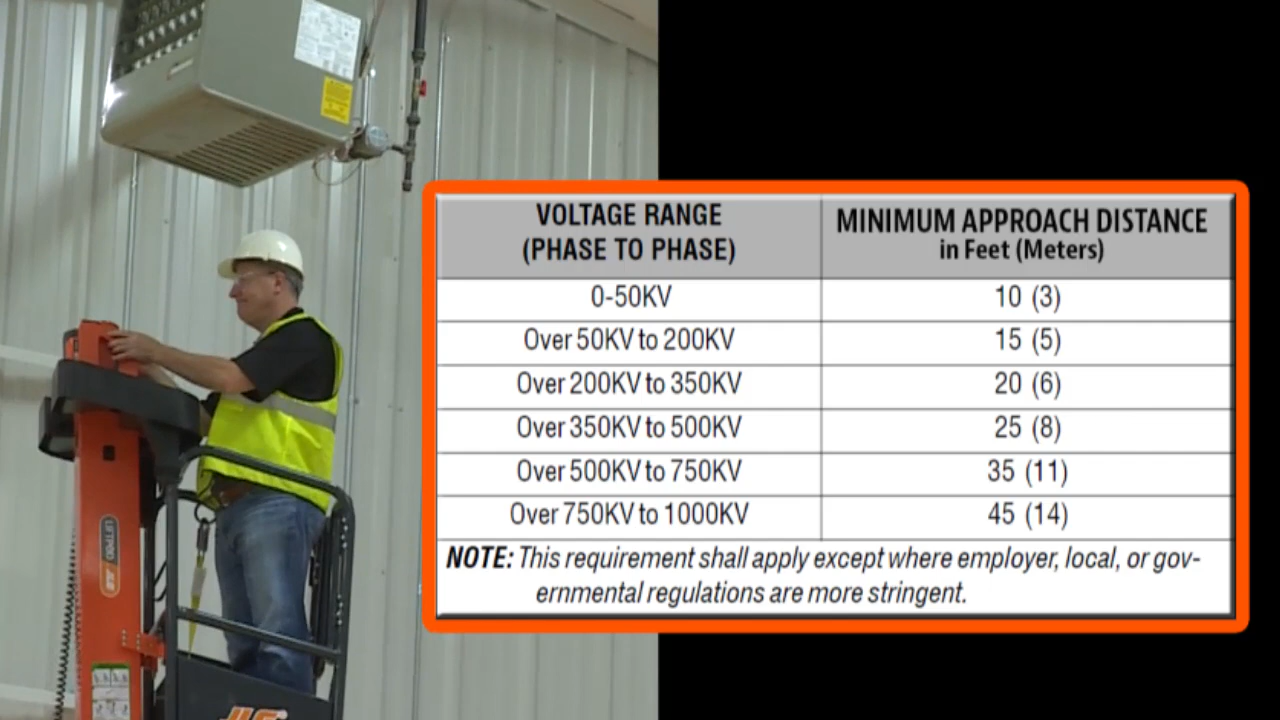 VOLTAGE RANGE
(PHASE TO PHASE)
MINIMUM APPROACH DISTANCE
in Feet (Meters)
0-50KV
10 (3)
Over 50KV to 200KV
15 (5)
Over 200KV to 350KV
20 (6)
Over 350KV to 500KV
25 (8)
Over 500KV to 750KV
35 (11)
Over 750KV to 1000KV
45 (14)
NOTE: This requirement shall apply except where employer, local, or gov-
ernmental regulations are more stringent.
LIFTPOD
JLG